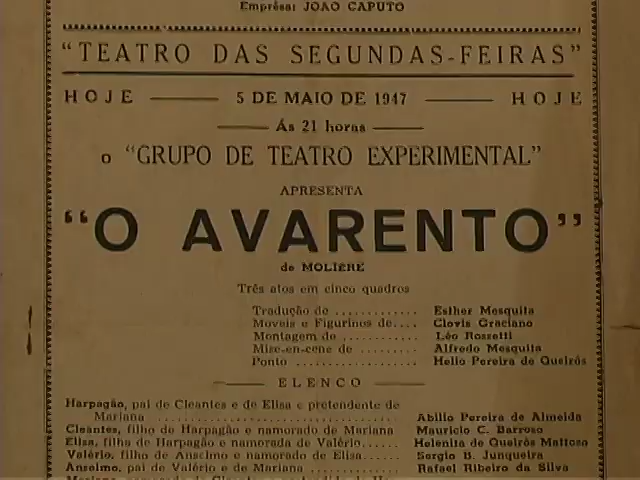 Emprêsa: JOAO CAPUTO
"TEATRO DAS SEGUNDAS-FEIRAS"
HOJE 5 DE MAIO DE 1947 HOJE
Ás 21 horas
o "GRUPO DE TEATRO EXPERIMENTAL"
APRESENTA
"O AVARENTO"
de MOLIÈRE
Três atos em cinco quadros
Tradução de ............ Esther Mesquita
Moveis e Figurinos de.... Clovis Graciano
Montagem de ........... Léo Rossetti
Mise-en-cene de ......... Alfredo Mesquita
Ponto .................. Helio Pereira de Queirós
ELENCO
Harpagão, pai de Cleantes e de Elisa e pretendente de
Mariana ................................ Abilio Pereira de Almeida
Cleantes, filho de Harpagão e namorado de Mariana Mauricio C. Barroso
Elisa, filha de Harpagão e namorada de Valério...... Helenita de Queirós Mattoso
Valério, filho de Anselmo e namorado de Elisa...... Sergio B. Junqueira
Anselmo, pai de Valério e de Mariana .............. Rafael Ribeiro da Silva